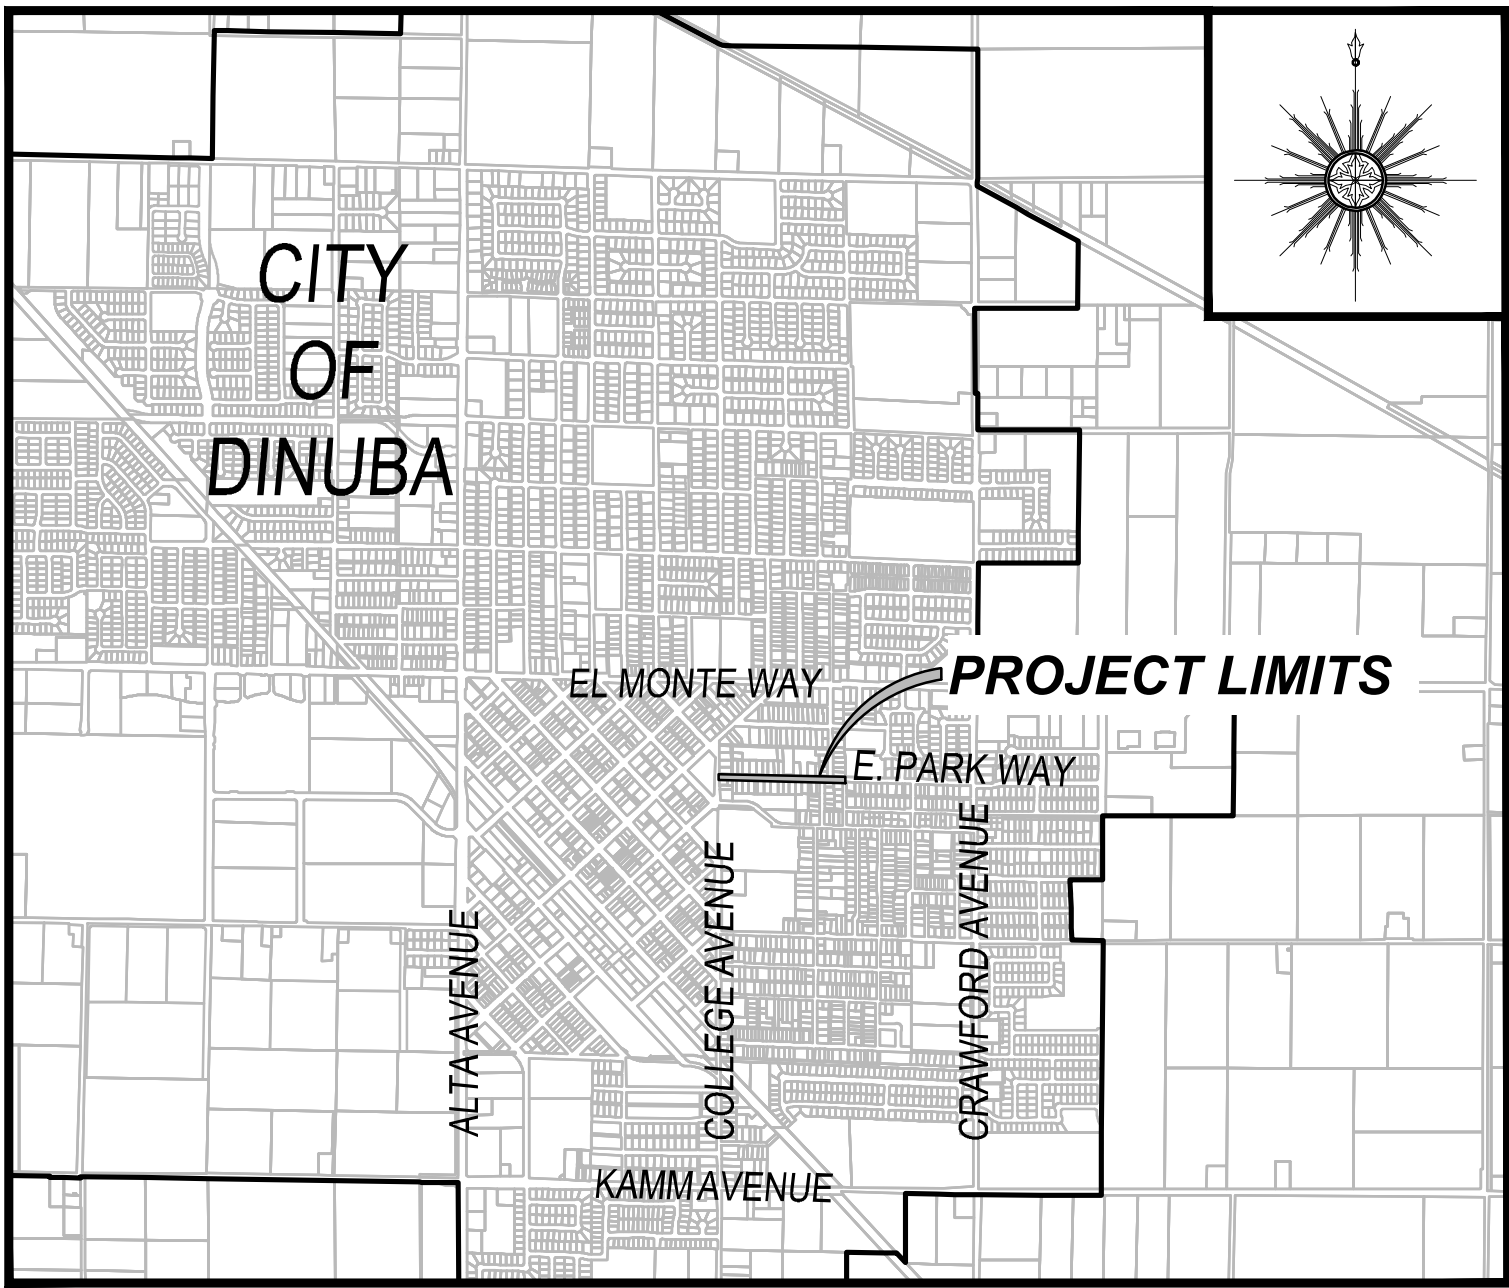 CITY
OF
DINUBA
EL MONTE WAY
PROJECT LIMITS
E. PARK WAY
ALTA AVENUE
COLLEGE AVENUE
CRAWFORD AVENUE
KAMM AVENUE